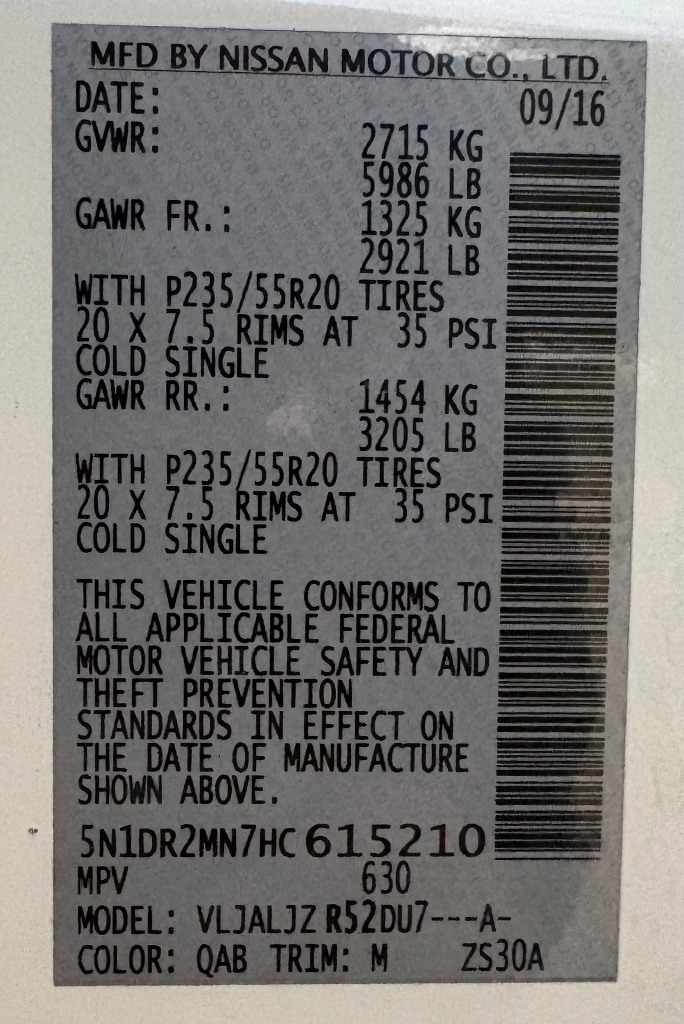 MFD BY NISSAN MOTOR CO., LTD.
DATE: 09/16
GVWR: 2715 KG
5986 LB
GAWR FR.: 1325 KG
2921 LB
WITH P235/55R20 TIRES
20 X 7.5 RIMS AT 35 PSI
COLD SINGLE
GAWR RR.: 1454 KG
3205 LB
WITH P235/55R20 TIRES
20 X 7.5 RIMS AT 35 PSI
COLD SINGLE
THIS VEHICLE CONFORMS TO
ALL APPLICABLE FEDERAL
MOTOR VEHICLE SAFETY AND
THEFT PREVENTION
STANDARDS IN EFFECT ON
THE DATE OF MANUFACTURE
SHOWN ABOVE.
5N1DR2MN7HC615210
MPV 630
MODEL: VLJALJZ R52DU7---A-
COLOR: QAB TRIM: M ZS30A